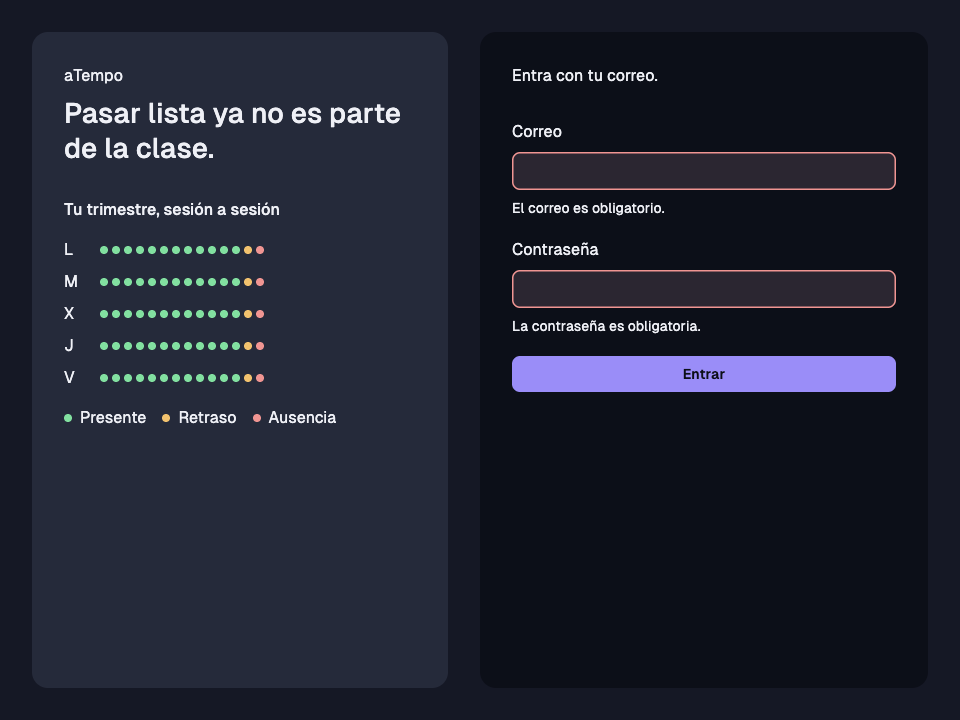 aTempo
Pasar lista ya no es parte
de la clase.
Tu trimestre, sesión a sesión
L
M
X
J
V
Presente
Retraso
Ausencia
Entra con tu correo.
Correo
El correo es obligatorio.
Contraseña
La contraseña es obligatoria.
Entrar